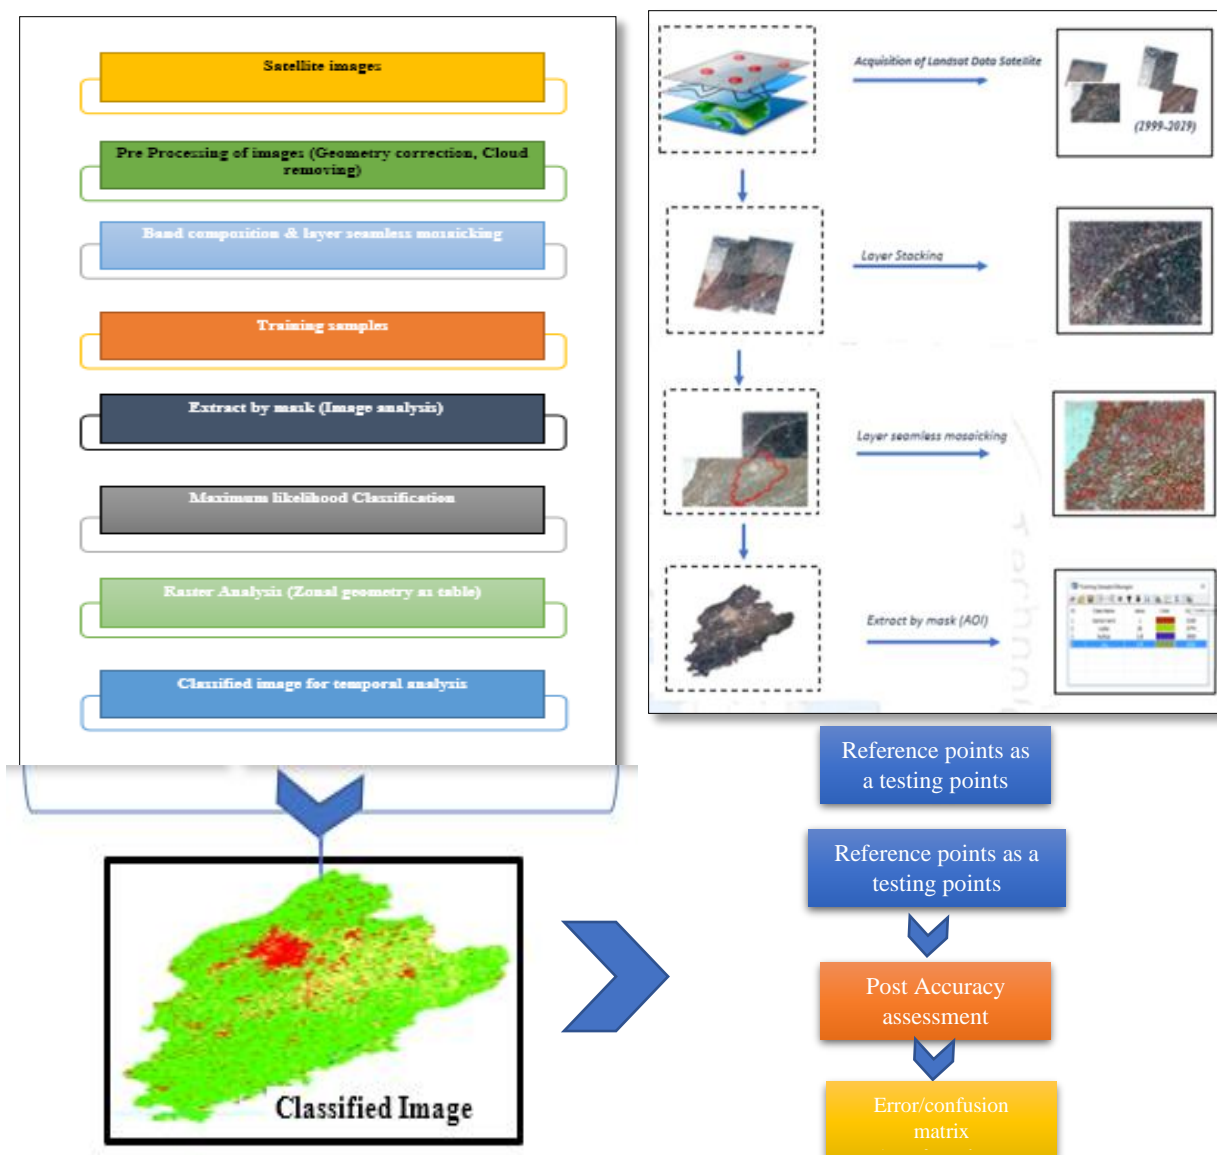 Satellite images
Pre Processing of images (Geometry correction, Cloud
removing)
Band composition & layer seamless mosaicking
Training samples
Extract by mask (Image analysis)
Maximum likelihood Classification
Raster Analysis (Zonal geometry as table)
Classified image for temporal analysis
Acquisition of Landsat Data Satellite
(1999-2019)
Layer Stacking
Layer seamless mosaicking
Extract by mask (AOI)
Reference points as
a testing points
Reference points as a
testing points
Post Accuracy
assessment
Error/confusion
matrix
Classified Image